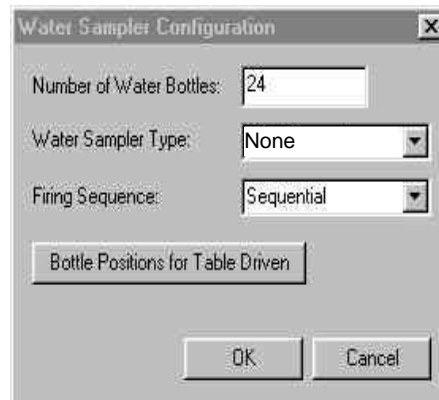 Water Sampler Configuration
Number of Water Bottles: 24
Water Sampler Type: None
Firing Sequence: Sequential
Bottle Positions for Table Driven
OK Cancel